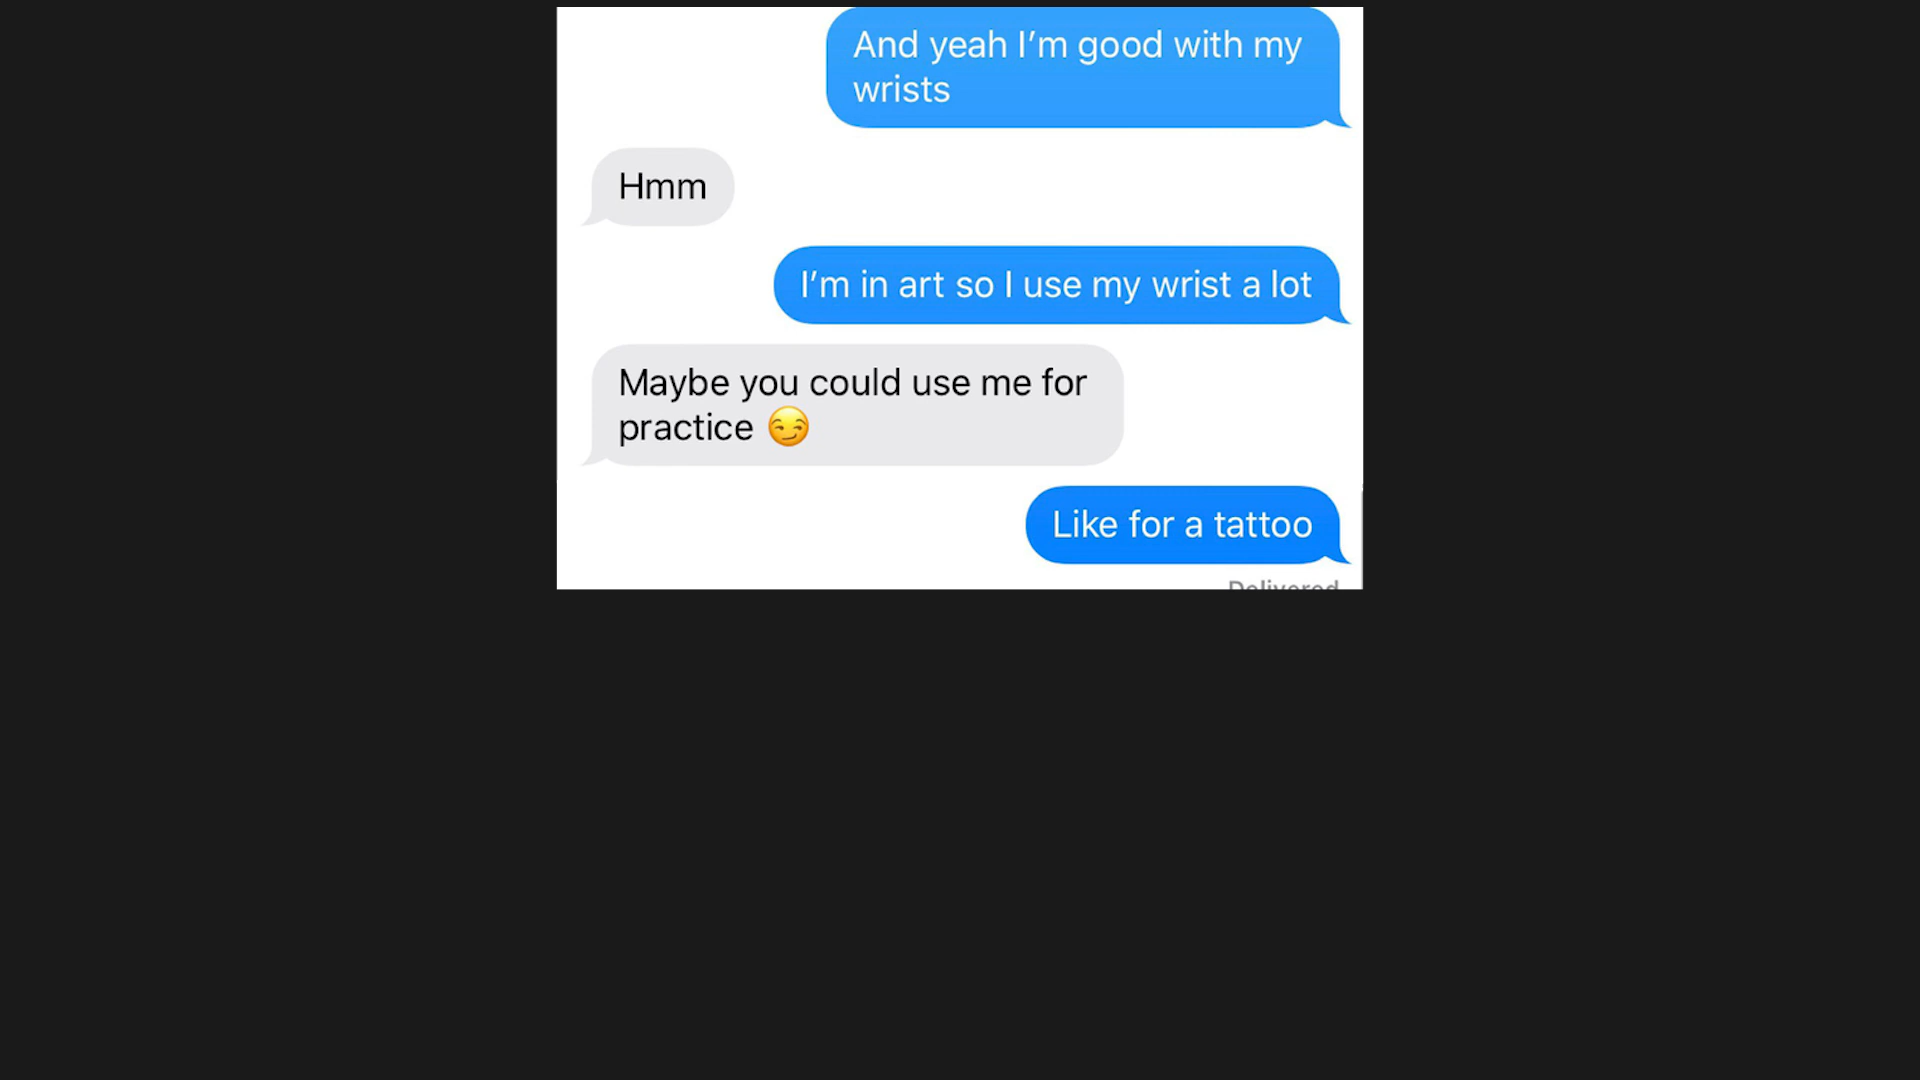 And yeah I’m good with my
wrists
Hmm
I’m in art so I use my wrist a lot
Maybe you could use me for
practice 😏
Like for a tattoo
Delivered